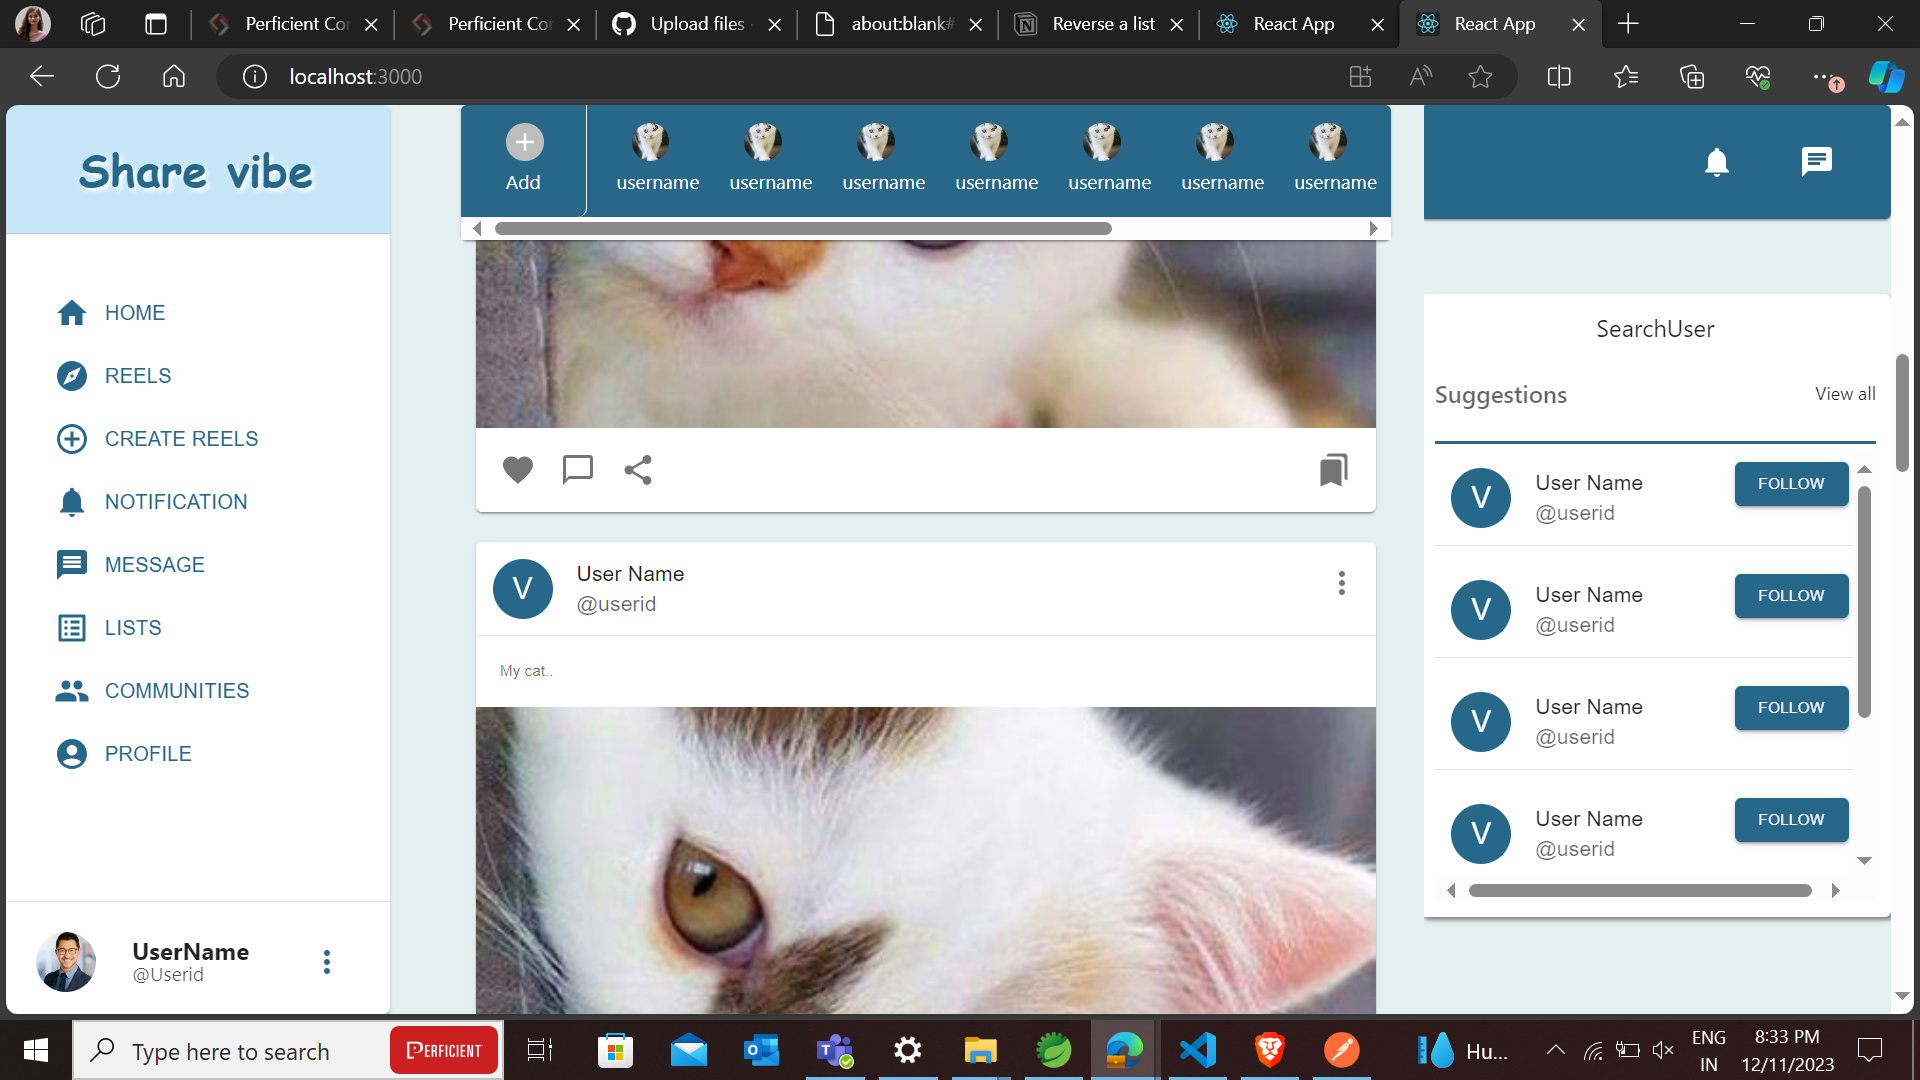 Perficient Cor
Perficient Cor
Upload files
about:blank#
Reverse a list
React App
React App
localhost:3000
Share vibe
HOME
REELS
CREATE REELS
NOTIFICATION
MESSAGE
LISTS
COMMUNITIES
PROFILE
UserName
@Userid
Add
username
username
username
username
username
username
username
User Name
@userid
My cat..
SearchUser
Suggestions
View all
User Name
@userid
FOLLOW
V
User Name
@userid
FOLLOW
V
User Name
@userid
FOLLOW
V
User Name
@userid
FOLLOW
V
V
Type here to search
PERFICIENT
Hu...
ENG
IN
8:33 PM
12/11/2023